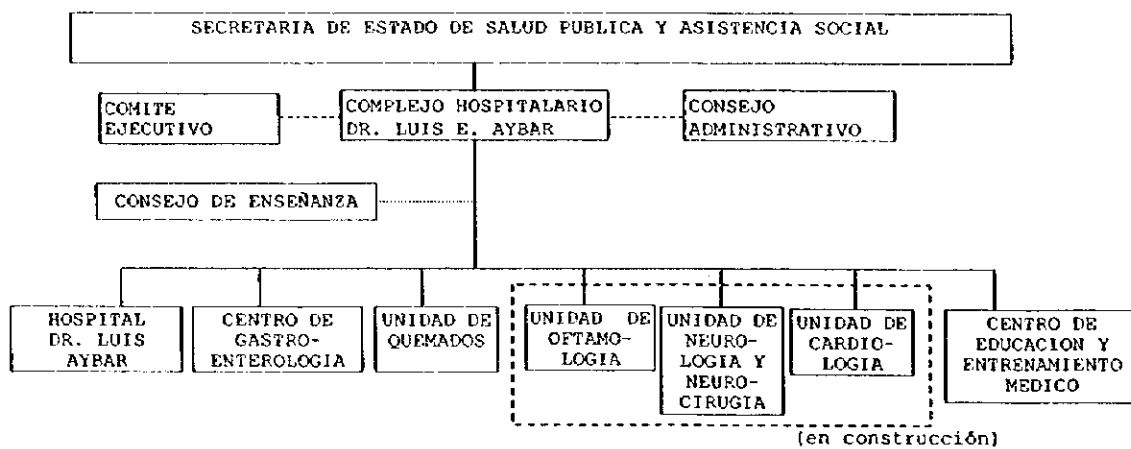 SECRETARIA DE ESTADO DE SALUD PUBLICA Y ASISTENCIA SOCIAL
COMITE
EJECUTIVO
COMPLEJO HOSPITALARIO
DR. LUIS E. AYBAR
CONSEJO
ADMINISTRATIVO
CONSEJO DE ENSEÑANZA
HOSPITAL
DR. LUIS
AYBAR
CENTRO DE
GASTRO-
ENTEROLOGIA
UNIDAD DE
QUEMADOS
UNIDAD DE
OFTAMO-
LOGIA
UNIDAD DE
NEURO-
LOGIA Y
NEURO-
CIRUGIA
UNIDAD DE
CARDIO-
LOGIA
CENTRO DE
EDUCACION Y
ENTRENAMIENTO
MEDICO
(en construcción)